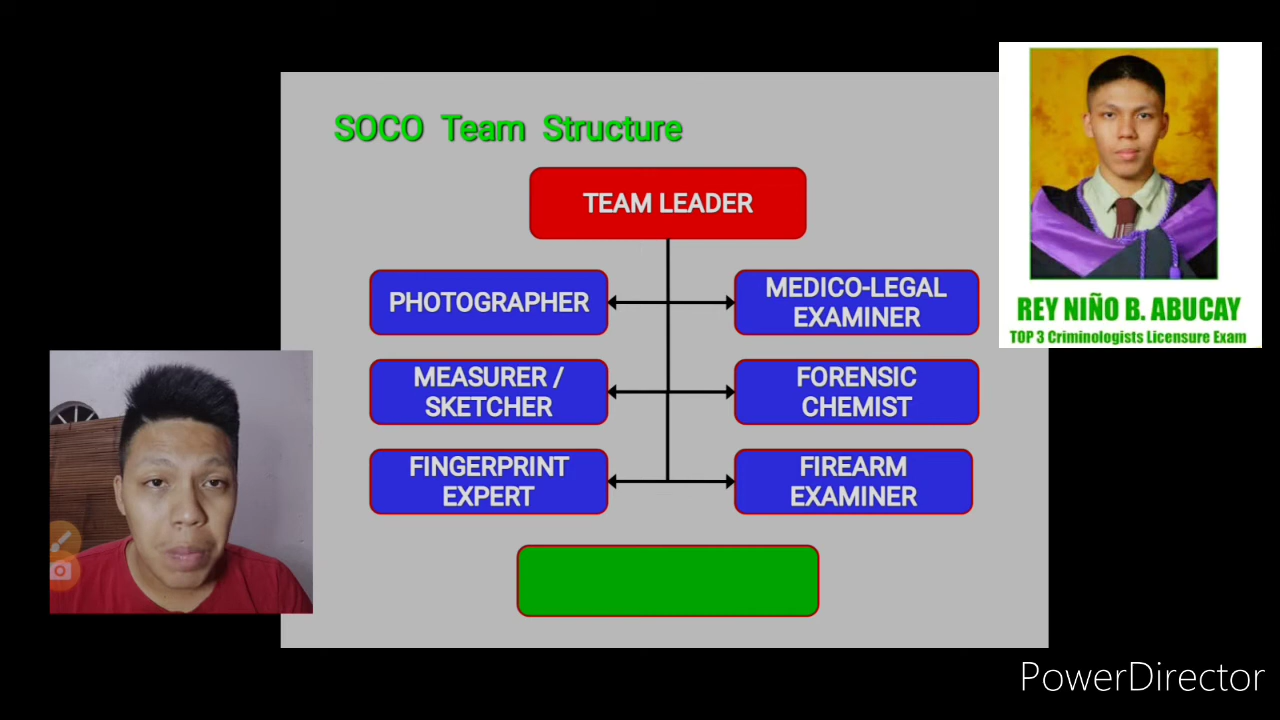 SOCO Team Structure
TEAM LEADER
PHOTOGRAPHER
MEDICO-LEGAL
EXAMINER
MEASURER /
SKETCHER
FORENSIC
CHEMIST
FINGERPRINT
EXPERT
FIREARM
EXAMINER
REY NIÑO B. ABUCAY
TOP 3 Criminologists Licensure Exam
PowerDirector